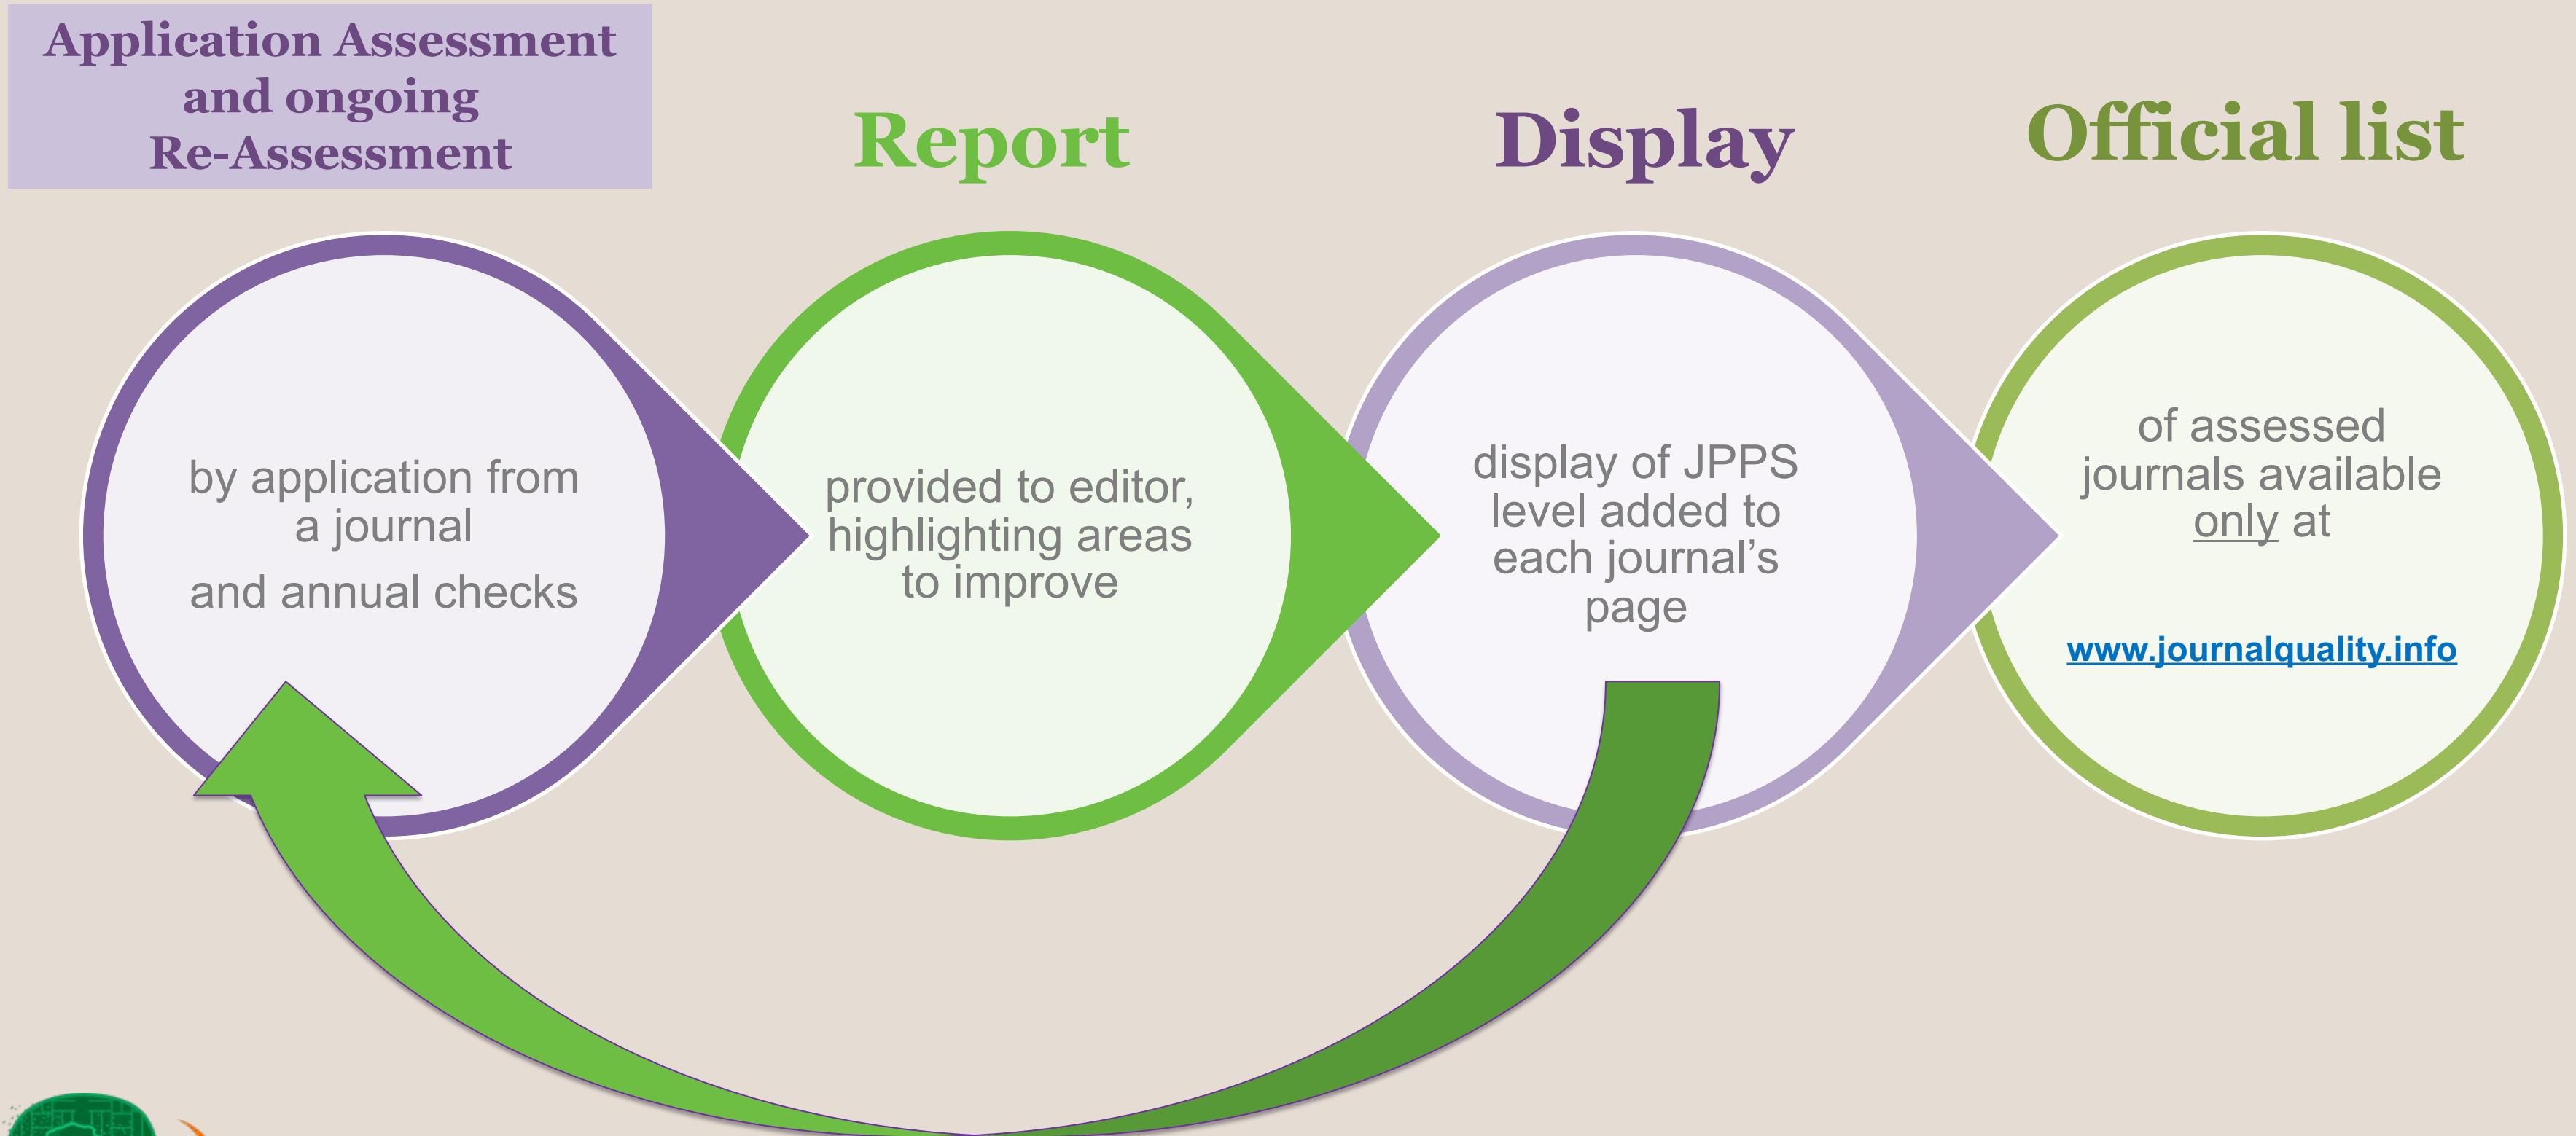 Application Assessment
and ongoing
Re-Assessment
Report
Display
Official list
by application from
a journal
and annual checks
provided to editor,
highlighting areas
to improve
display of JPPS
level added to
each journal’s
page
of assessed
journals available
only at
www.journalquality.info